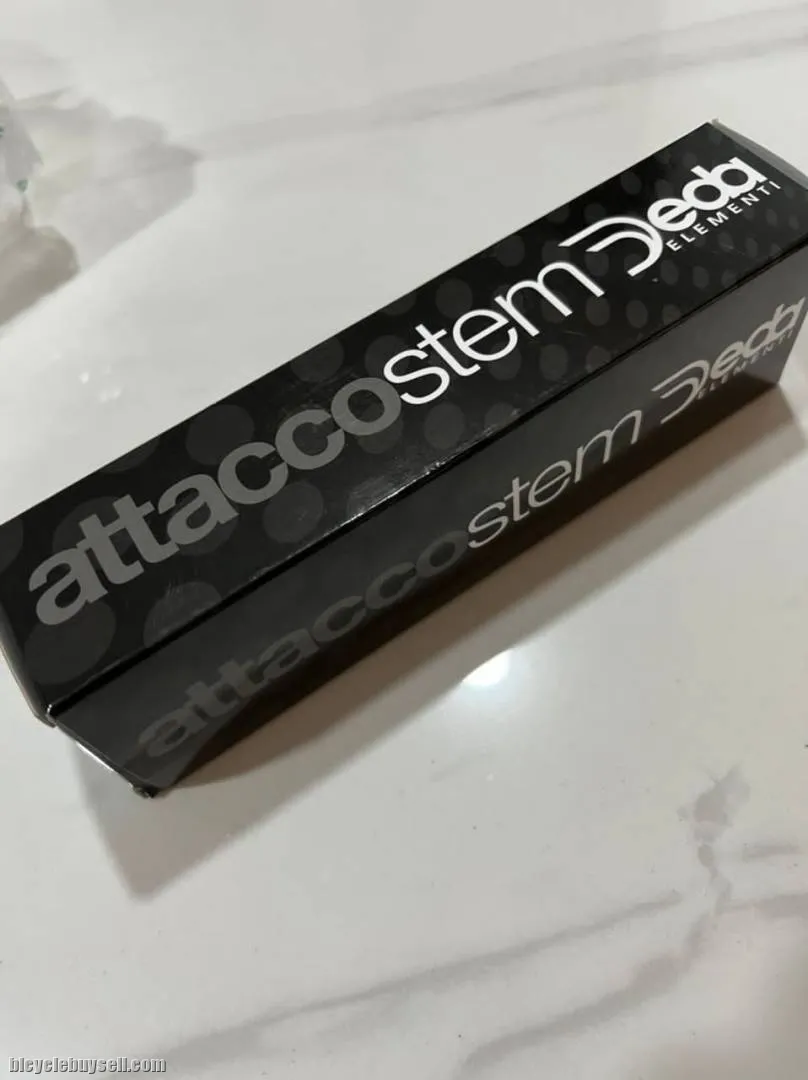 attaccostem Deda
ELEMENTI
attaccostem Deda
ELEMENTI
bicyclebuysell.com